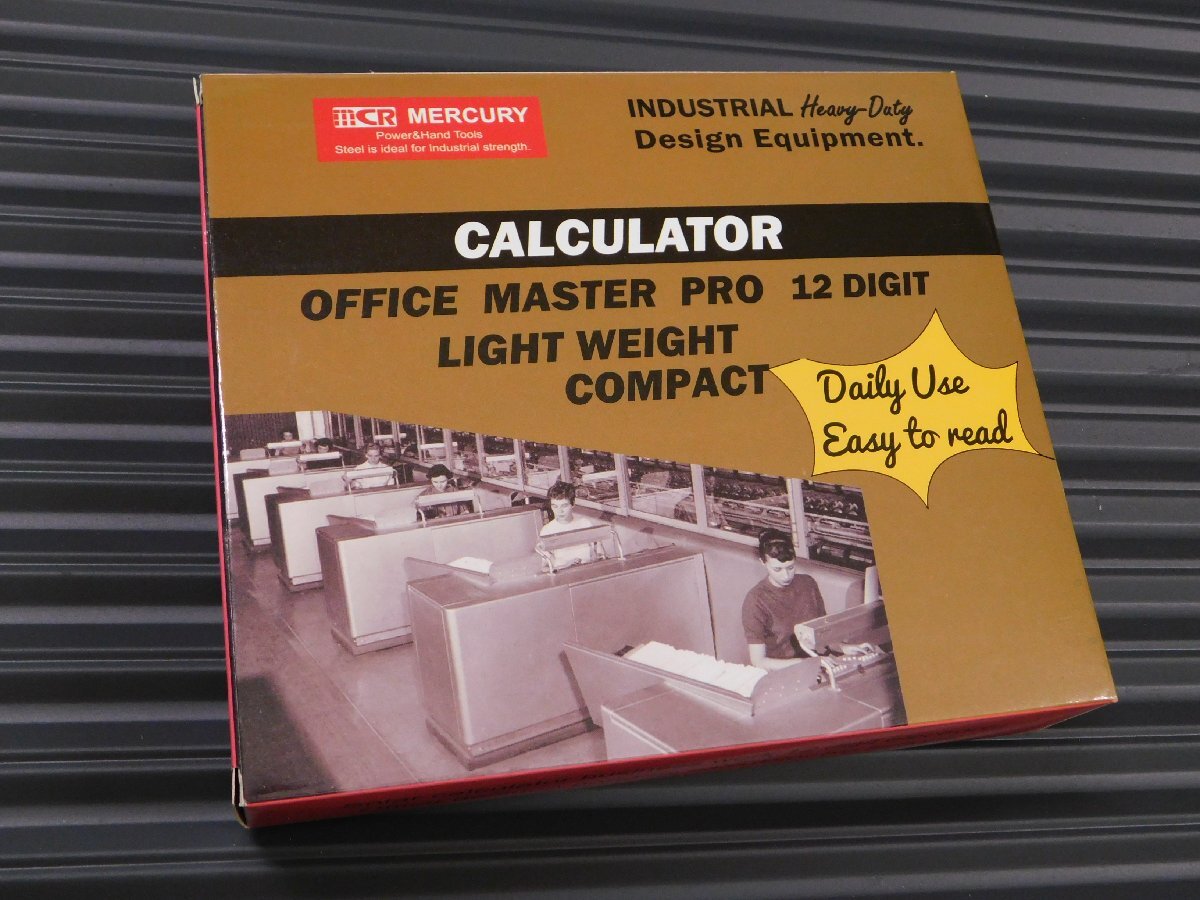 MCR MERCURY
Power&Hand Tools
Steel is ideal for Industrial strength.
INDUSTRIAL Heavy-Duty
Design Equipment.
CALCULATOR
OFFICE MASTER PRO 12 DIGIT
LIGHT WEIGHT
COMPACT
Daily Use
Easy to read